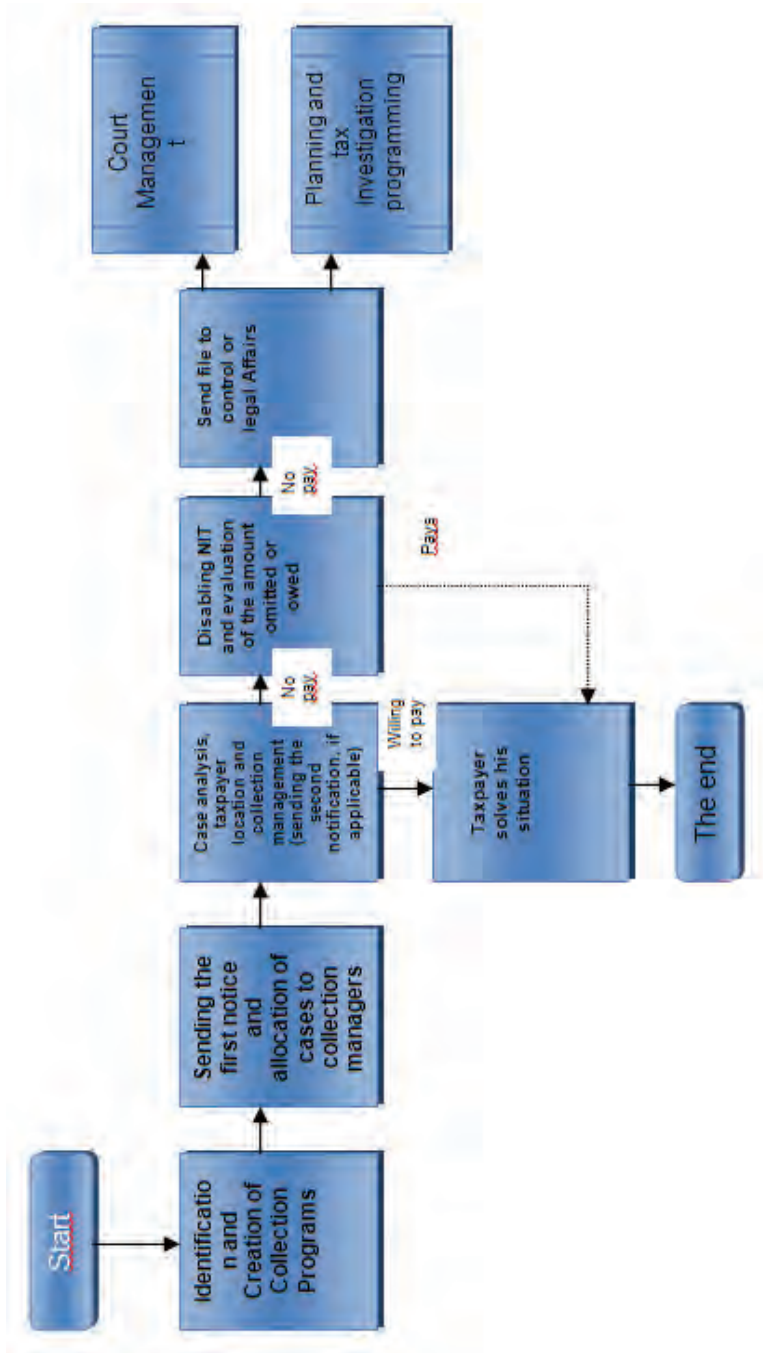 Start
Identificatio
n and
Creation of
Collection
Programs
Sending the
first notice
and
allocation of
cases to
collection
managers
Case analysis,
taxpayer
location and
collection
management
(sending the
second
notification, if
applicable)
No
pay.
Willing
to pay
Disabling NIT
and evaluation
of the amount
omitted or
owed
No
pay.
Pays
Send file to
control or
legal Affairs
Court
Managemen
t
Planning and
tax
Investigation
programming
Taxpayer
solves his
situation
The end